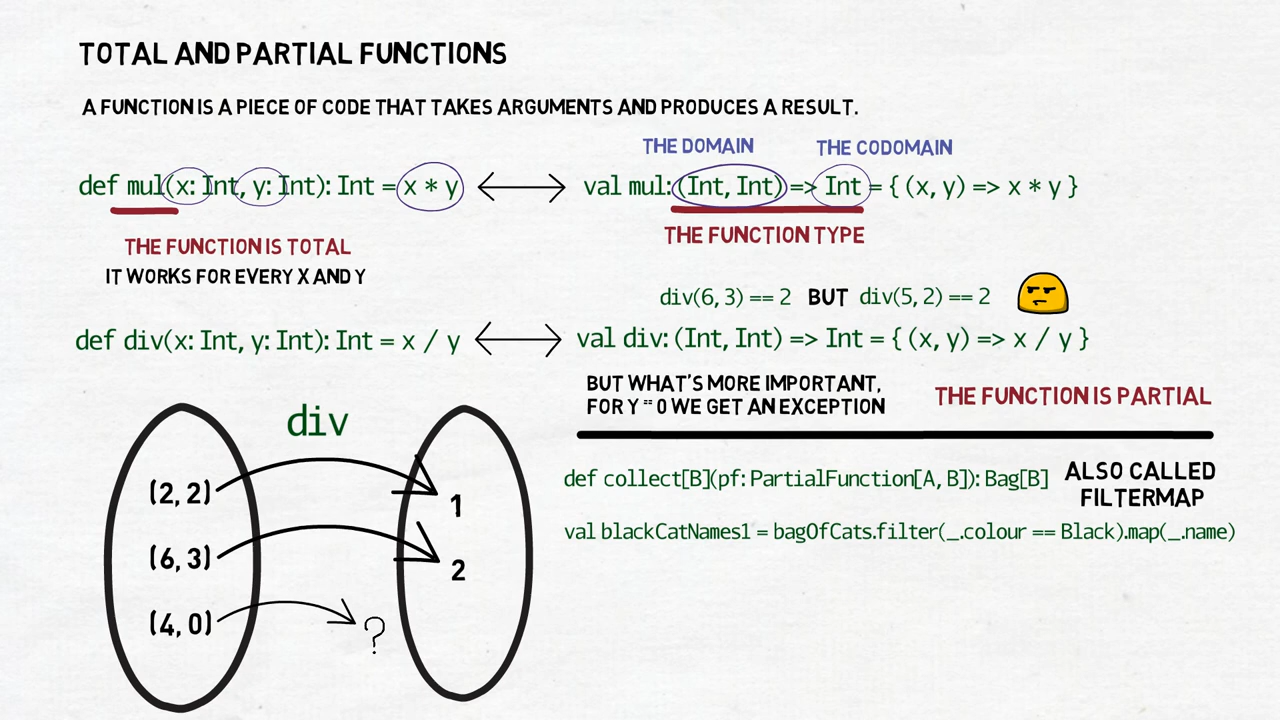 TOTAL AND PARTIAL FUNCTIONS
A FUNCTION IS A PIECE OF CODE THAT TAKES ARGUMENTS AND PRODUCES A RESULT.
THE DOMAIN THE CODOMAIN
def mul(x: Int, y: Int): Int = x * y val mul: (Int, Int) => Int = { (x, y) => x * y }
THE FUNCTION IS TOTAL
IT WORKS FOR EVERY X AND Y
THE FUNCTION TYPE
div(6, 3) == 2 BUT div(5, 2) == 2
def div(x: Int, y: Int): Int = x / y val div: (Int, Int) => Int = { (x, y) => x / y }
BUT WHAT'S MORE IMPORTANT,
FOR Y == 0 WE GET AN EXCEPTION
THE FUNCTION IS PARTIAL
div
(2, 2) 1
(6, 3) 2
(4, 0) ?
def collect[B](pf: PartialFunction[A, B]): Bag[B]
ALSO CALLED
FILTERMAP
val blackCatNames1 = bagOfCats.filter(_.colour == Black).map(_.name)